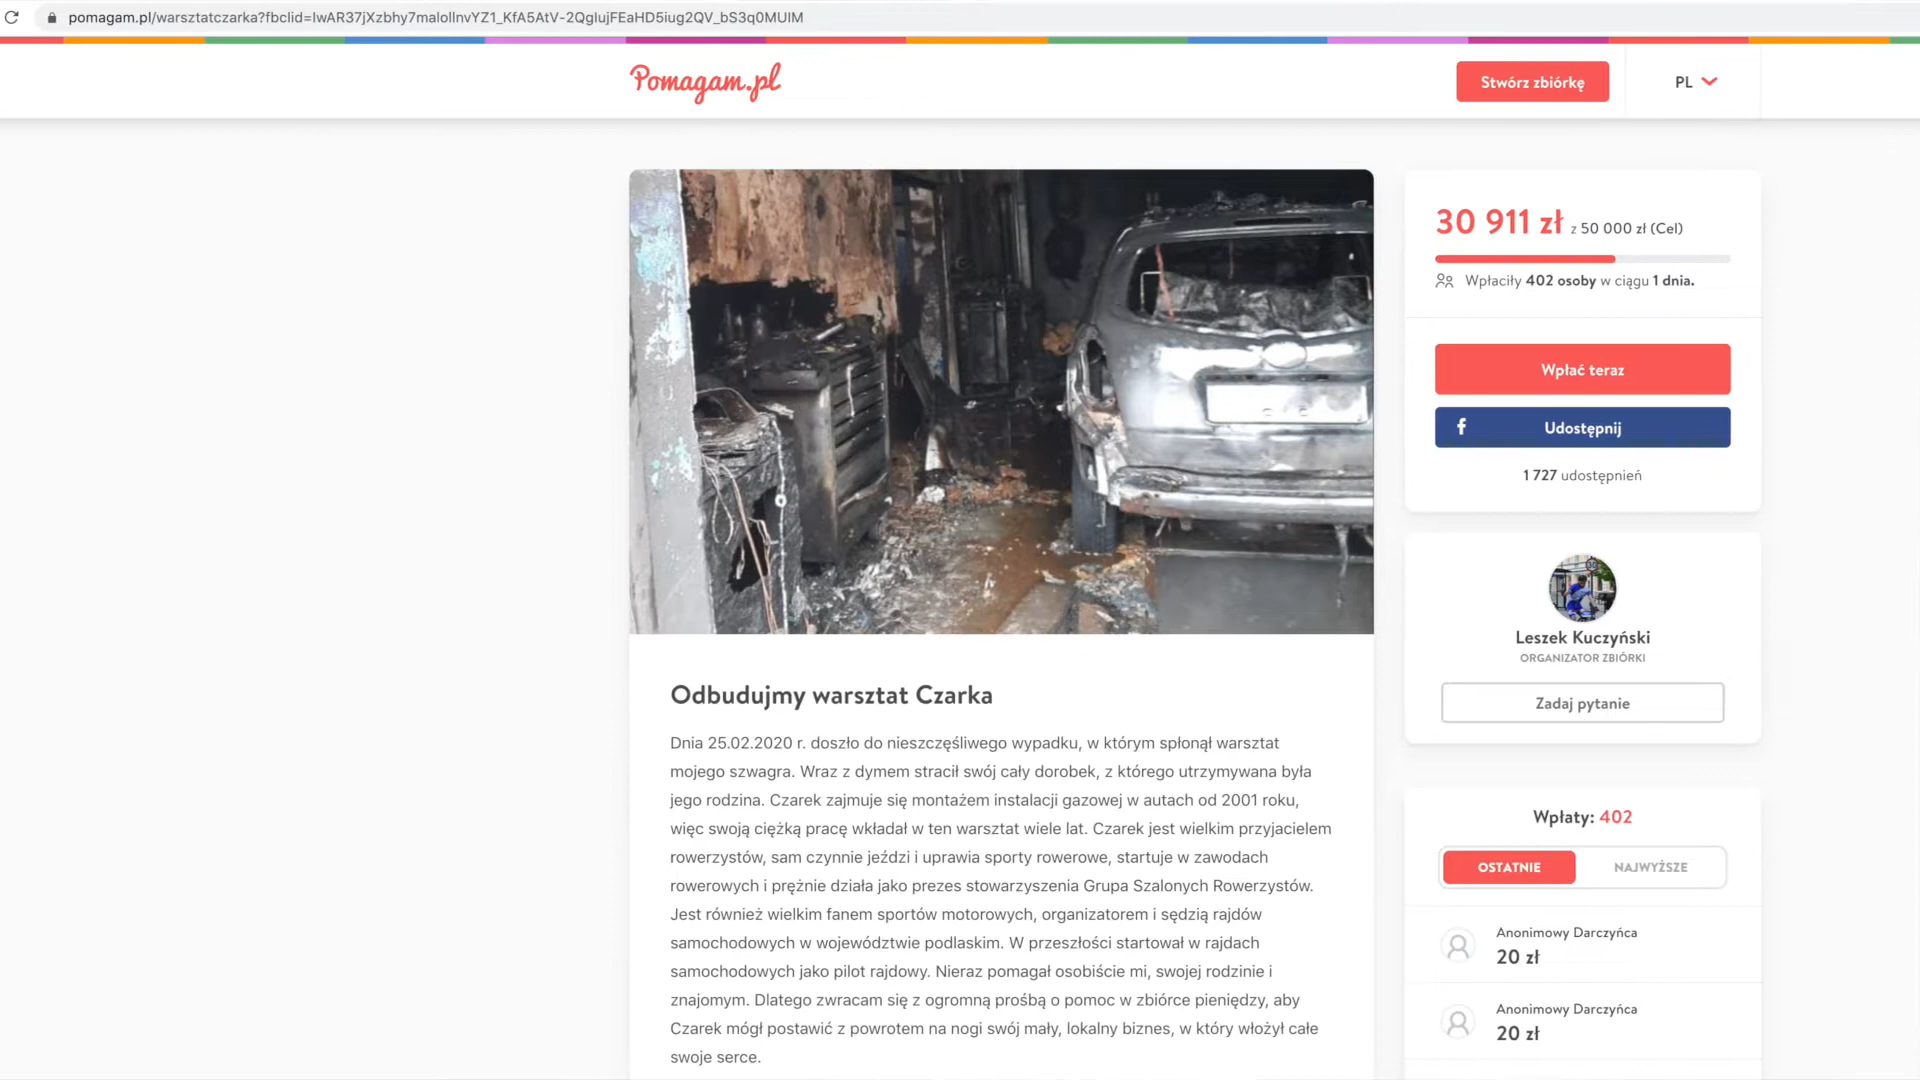 pomagam.pl/warsztatczarka?fbclid=IwAR37jXzbhy7malollnvYZ1_KfA5AtV-2QgIujFEaHD5iug2QV_bS3q0MUIM
Pomagam.pl
Stwórz zbiórkę
PL
30 911 zł z 50 000 zł (Cel)
Wpłaciły 402 osoby w ciągu 1 dnia.
Wpłać teraz
Udostępnij
1 727 udostępnień
Leszek Kuczyński
ORGANIZATOR ZBIÓRKI
Zadaj pytanie
Odbudujmy warsztat Czarka
Dnia 25.02.2020 r. doszło do nieszczęśliwego wypadku, w którym spłonął warsztat
mojego szwagra. Wraz z dymem stracił swój cały dorobek, z którego utrzymywana była
jego rodzina. Czarek zajmuje się montażem instalacji gazowej w autach od 2001 roku,
więc swoją ciężką pracę wkładał w ten warsztat wiele lat. Czarek jest wielkim przyjacielem
rowerzystów, sam czynnie jeździ i uprawia sporty rowerowe, startuje w zawodach
rowerowych i prężnie działa jako prezes stowarzyszenia Grupa Szalonych Rowerzystów.
Jest również wielkim fanem sportów motorowych, organizatorem i sędzią rajdów
samochodowych w województwie podlaskim. W przeszłości startował w rajdach
samochodowych jako pilot rajdowy. Nieraz pomagał osobiście mi, swojej rodzinie i
znajomym. Dlatego zwracam się z ogromną prośbą o pomoc w zbiórce pieniędzy, aby
Czarek mógł postawić z powrotem na nogi swój mały, lokalny biznes, w który włożył całe
swoje serce.
Wpłaty: 402
OSTATNIE
NAJWYŻSZE
Anonimowy Darczyńca
20 zł
Anonimowy Darczyńca
20 zł